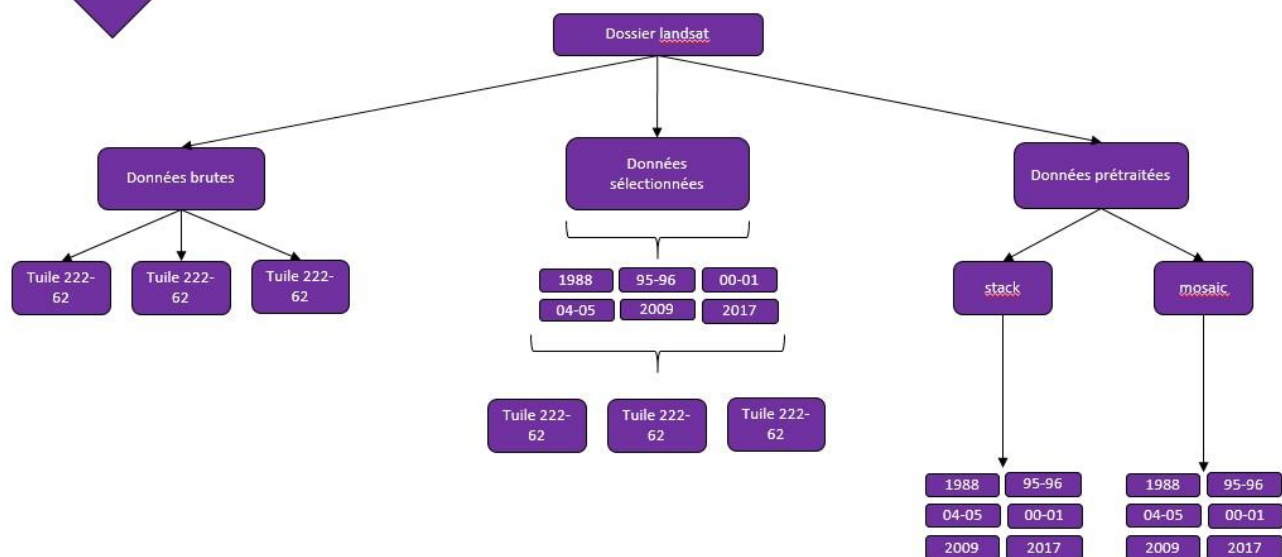 Dossier landsat
Données brutes
Données
sélectionnées
Données prétraitées
Tuile 222-
62
Tuile 222-
62
Tuile 222-
62
1988
95-96
00-01
04-05
2009
2017
stack
mosaic
Tuile 222-
62
Tuile 222-
62
Tuile 222-
62
1988
95-96
04-05
00-01
2009
2017
1988
95-96
04-05
00-01
2009
2017